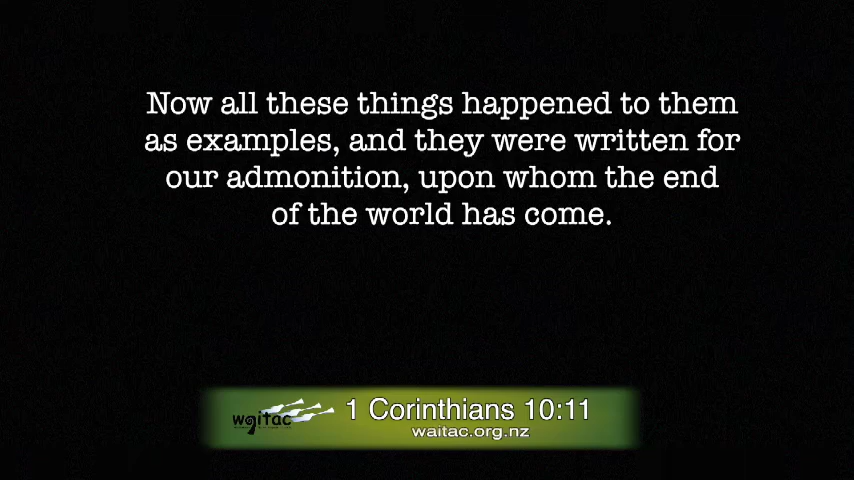 Now all these things happened to them
as examples, and they were written for
our admonition, upon whom the end
of the world has come.
waitac
1 Corinthians 10:11
waitac.org.nz